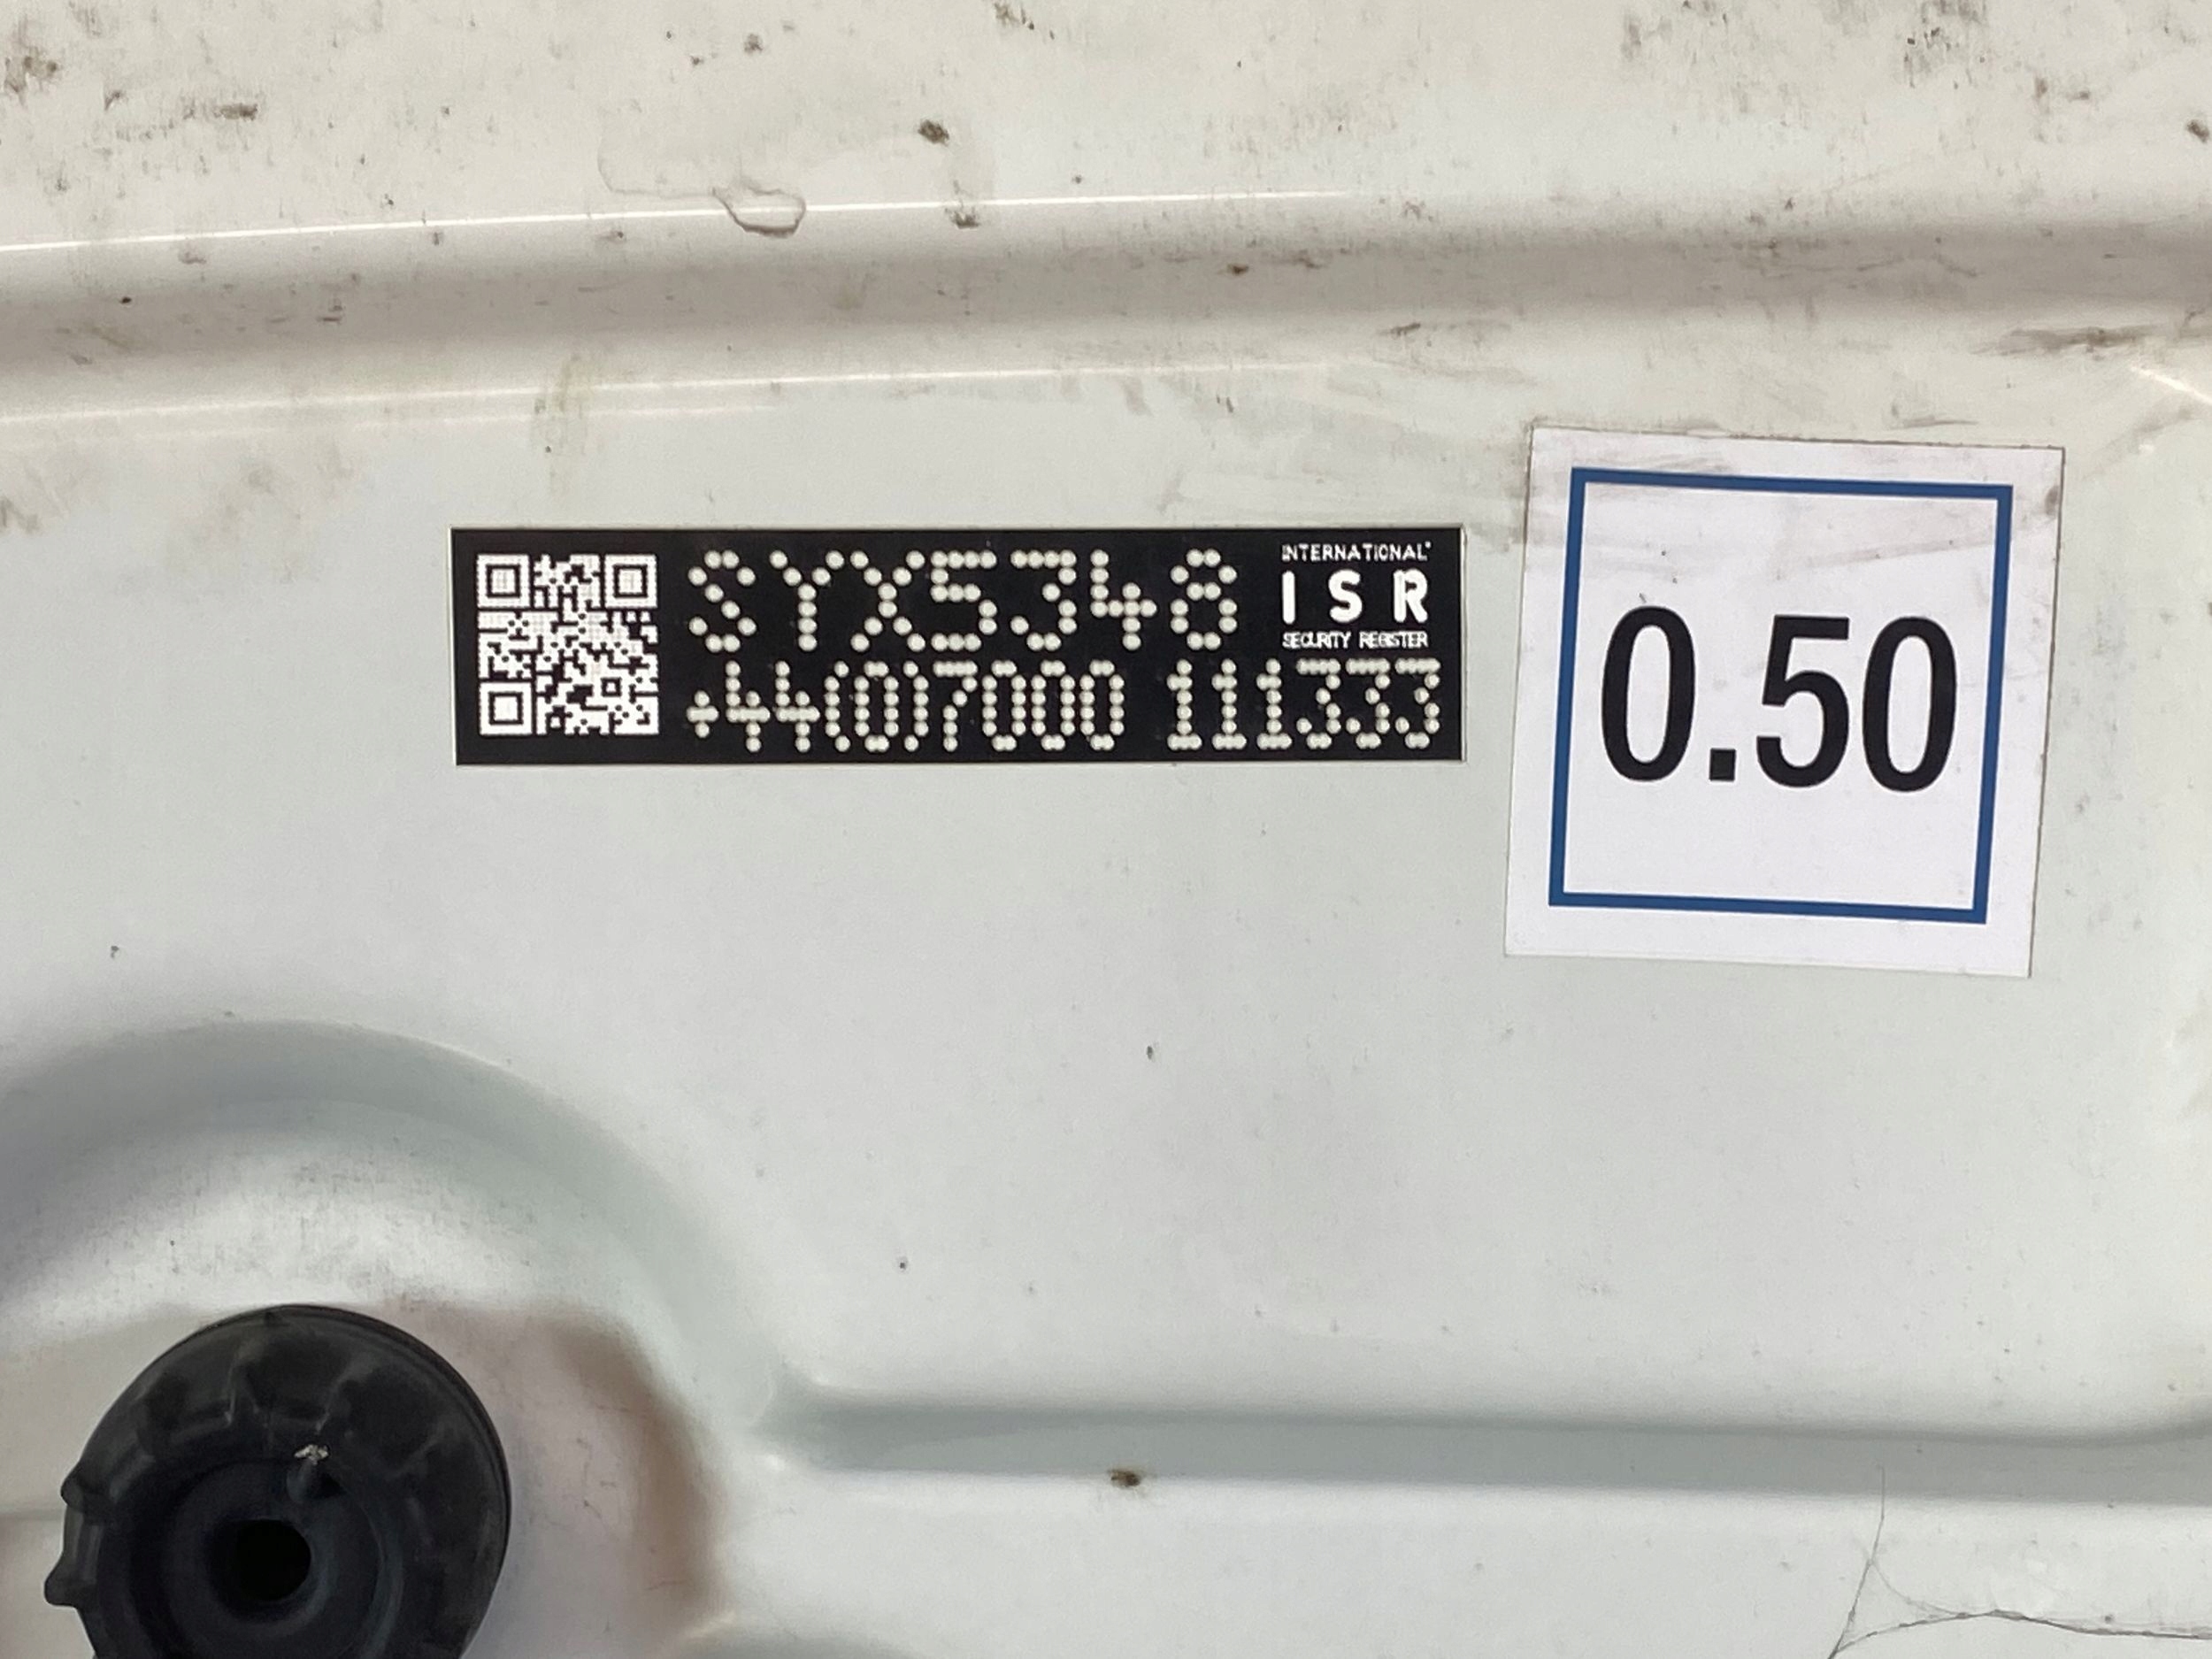 SYX5348
INTERNATIONAL
ISR
SECURITY REGISTER
+44(0)7000 111333
0.50